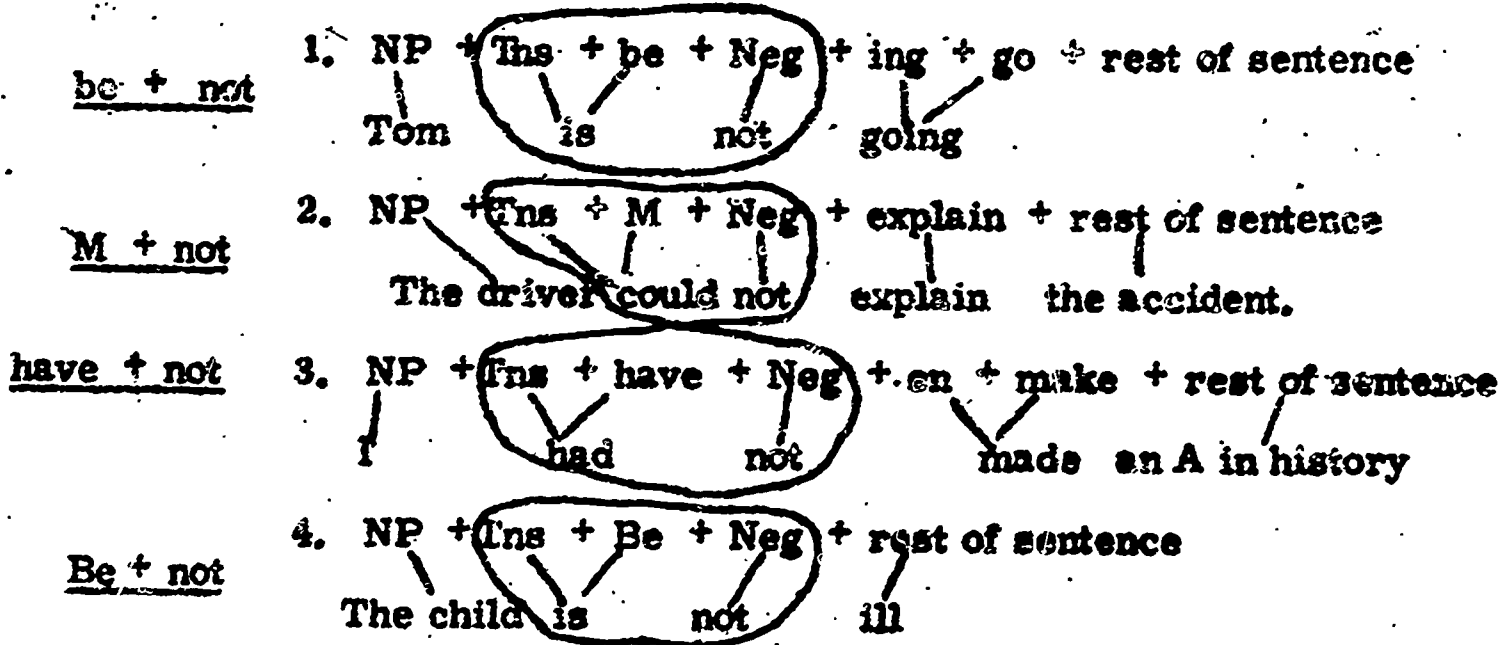 1. NP + Tns + be + Neg + ing + go + rest of sentence
be + not
Tom is not going
2. NP + Tns + M + Neg + explain + rest of sentence
M + not
The driver could not explain the accident.
have + not 3. NP + Tns + have + Neg + en + make + rest of sentence
I had not made an A in history
4. NP + Tns + Be + Neg + rest of sentence
Be + not
The child is not ill